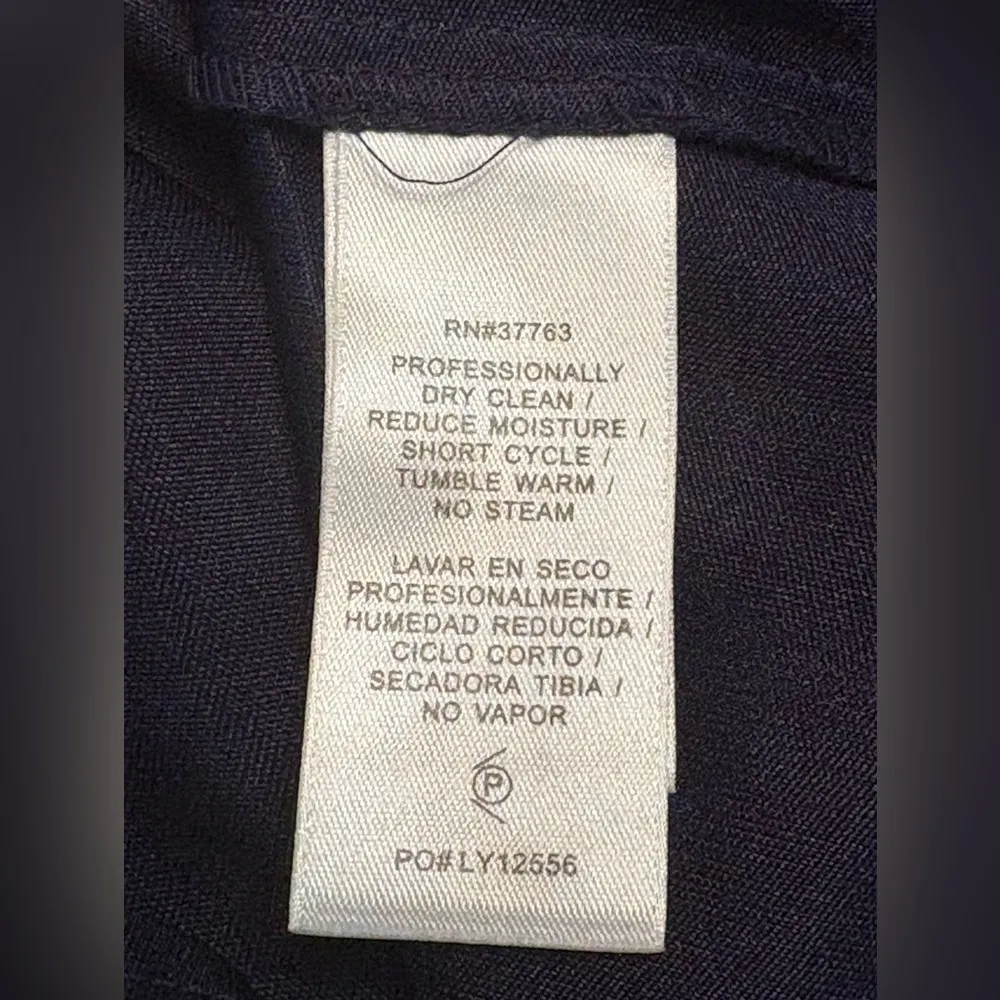 RN#37763
PROFESSIONALLY
DRY CLEAN /
REDUCE MOISTURE /
SHORT CYCLE /
TUMBLE WARM /
NO STEAM
LAVAR EN SECO
PROFESIONALMENTE /
HUMEDAD REDUCIDA /
CICLO CORTO /
SECADORA TIBIA /
NO VAPOR
P
PO# LY12556